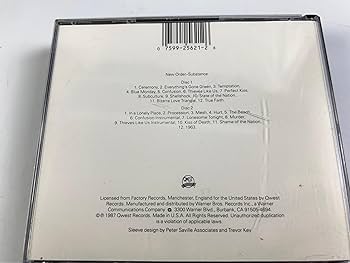 0 7599-25621-2 6
New Order-Substance
Disc 1
1. Ceremony, 2. Everything's Gone Green, 3. Temptation,
4. Blue Monday, 5. Confusion, 6. Thieves Like Us, 7. Perfect Kiss,
8. Subculture, 9. Shellshock, 10. State of the Nation,
11. Bizarre Love Triangle, 12. True Faith
Disc 2
1. In a Lonely Place, 2. Procession, 3. Mesh, 4. Hurt, 5. The Beach,
6. Confusion Instrumental, 7. Lonesome Tonight, 8. Murder,
9. Thieves Like Us Instrumental, 10. Kiss of Death, 11. Shame of the Nation,
12. 1963.
Licensed from Factory Records, Manchester, England for the United States by Qwest
Records. Manufactured and distributed by Warner Bros. Records Inc., a Warner
Communications Company, 3300 Warner Blvd., Burbank, CA 91505-4694.
©℗ 1987 Qwest Records. Made in U.S.A. All Rights Reserved. Unauthorized duplication
is a violation of applicable laws.
Sleeve design by Peter Saville Associates and Trevor Key